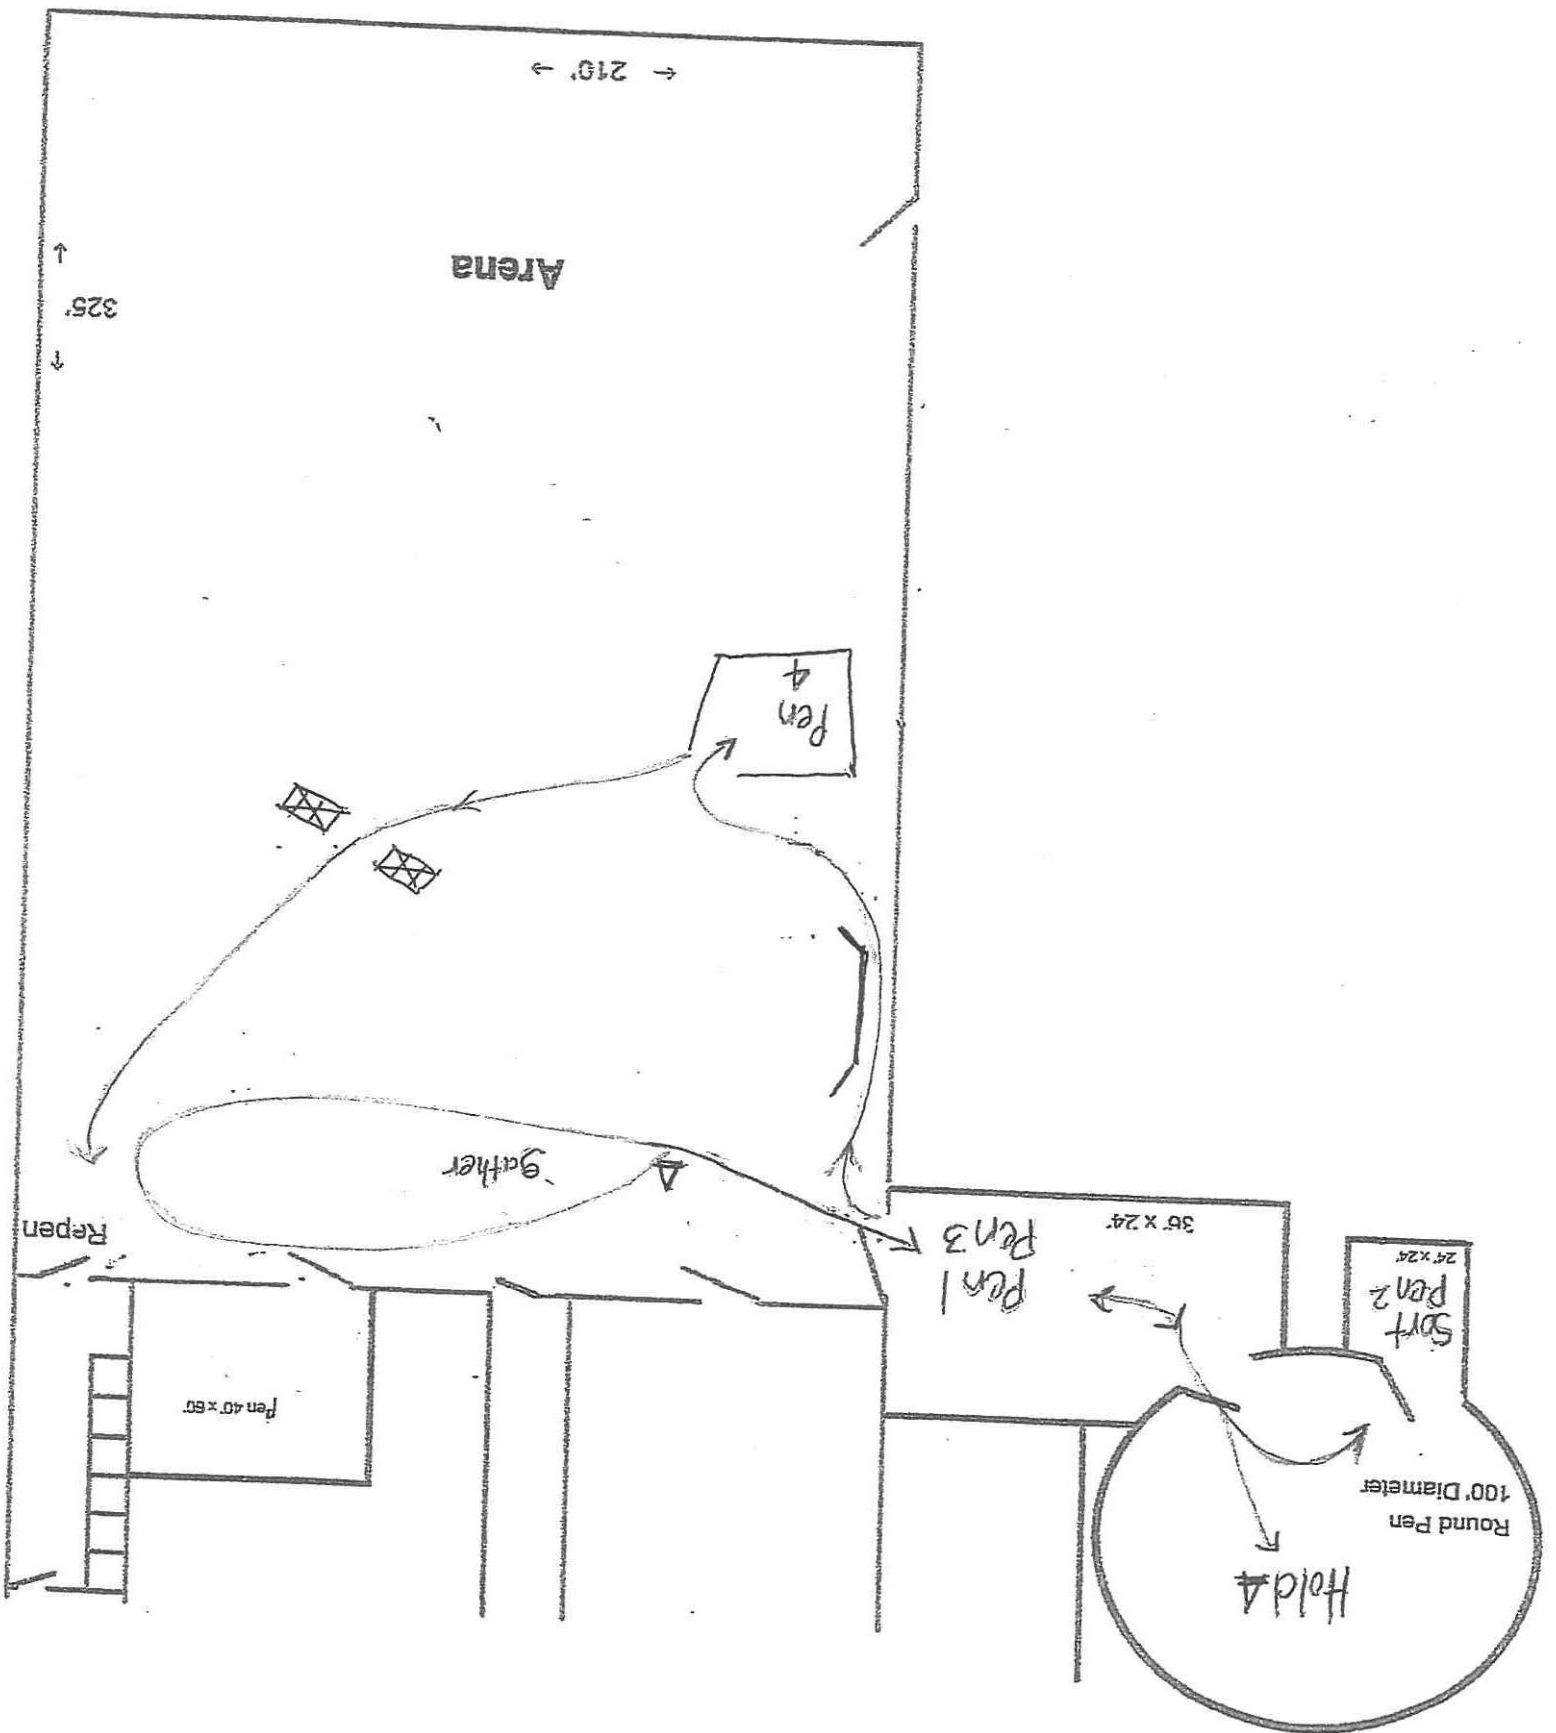 Hold 4
Round Pen
100' Diameter
Sort
Pen 2
24' x 24'
Pen 1
Pen 3
36' x 24'
Pen 40' x 60'
Repen
gather
Pen
4
325'
Arena
← 210' →